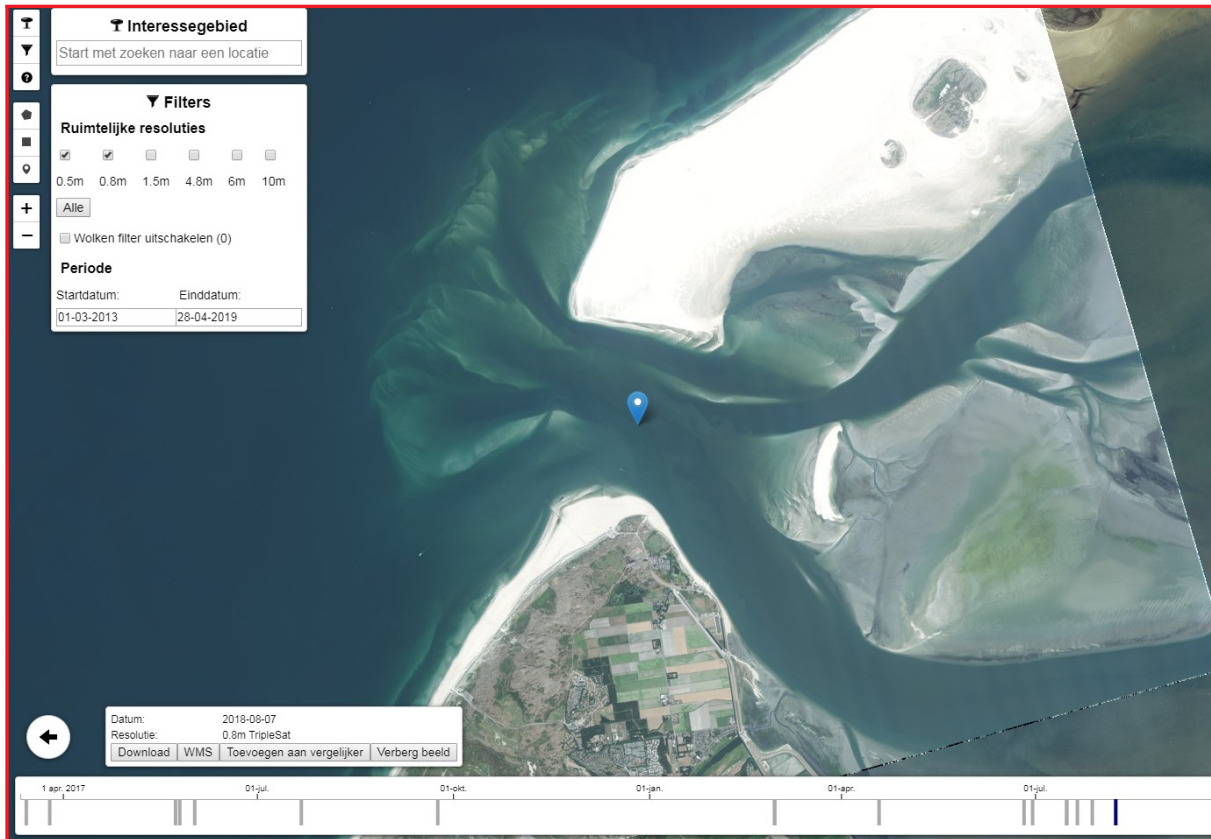 Interessegebied
Start met zoeken naar een locatie
Filters
Ruimtelijke resoluties
0.5m 0.8m 1.5m 4.8m 6m 10m
Alle
Wolken filter uitschakelen (0)
Periode
Startdatum: Einddatum:
01-03-2013 28-04-2019
+
−
Datum: 2018-08-07
Resolutie: 0.8m TripleSat
Download WMS Toevoegen aan vergelijker Verberg beeld
1 apr. 2017 01-jul. 01-okt. 01-jan. 01-apr. 01-jul.